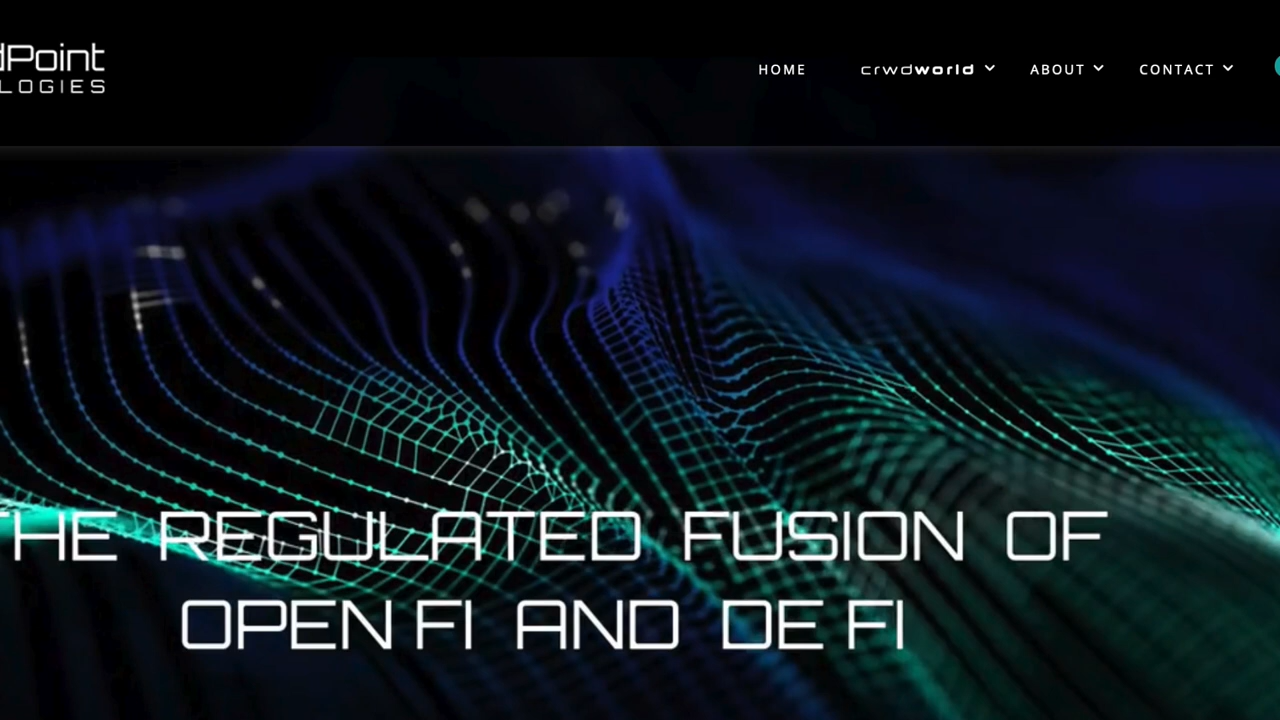 dPoint
LOGIES
HOME crwdworld ABOUT CONTACT
THE REGULATED FUSION OF
OPEN FI AND DE FI